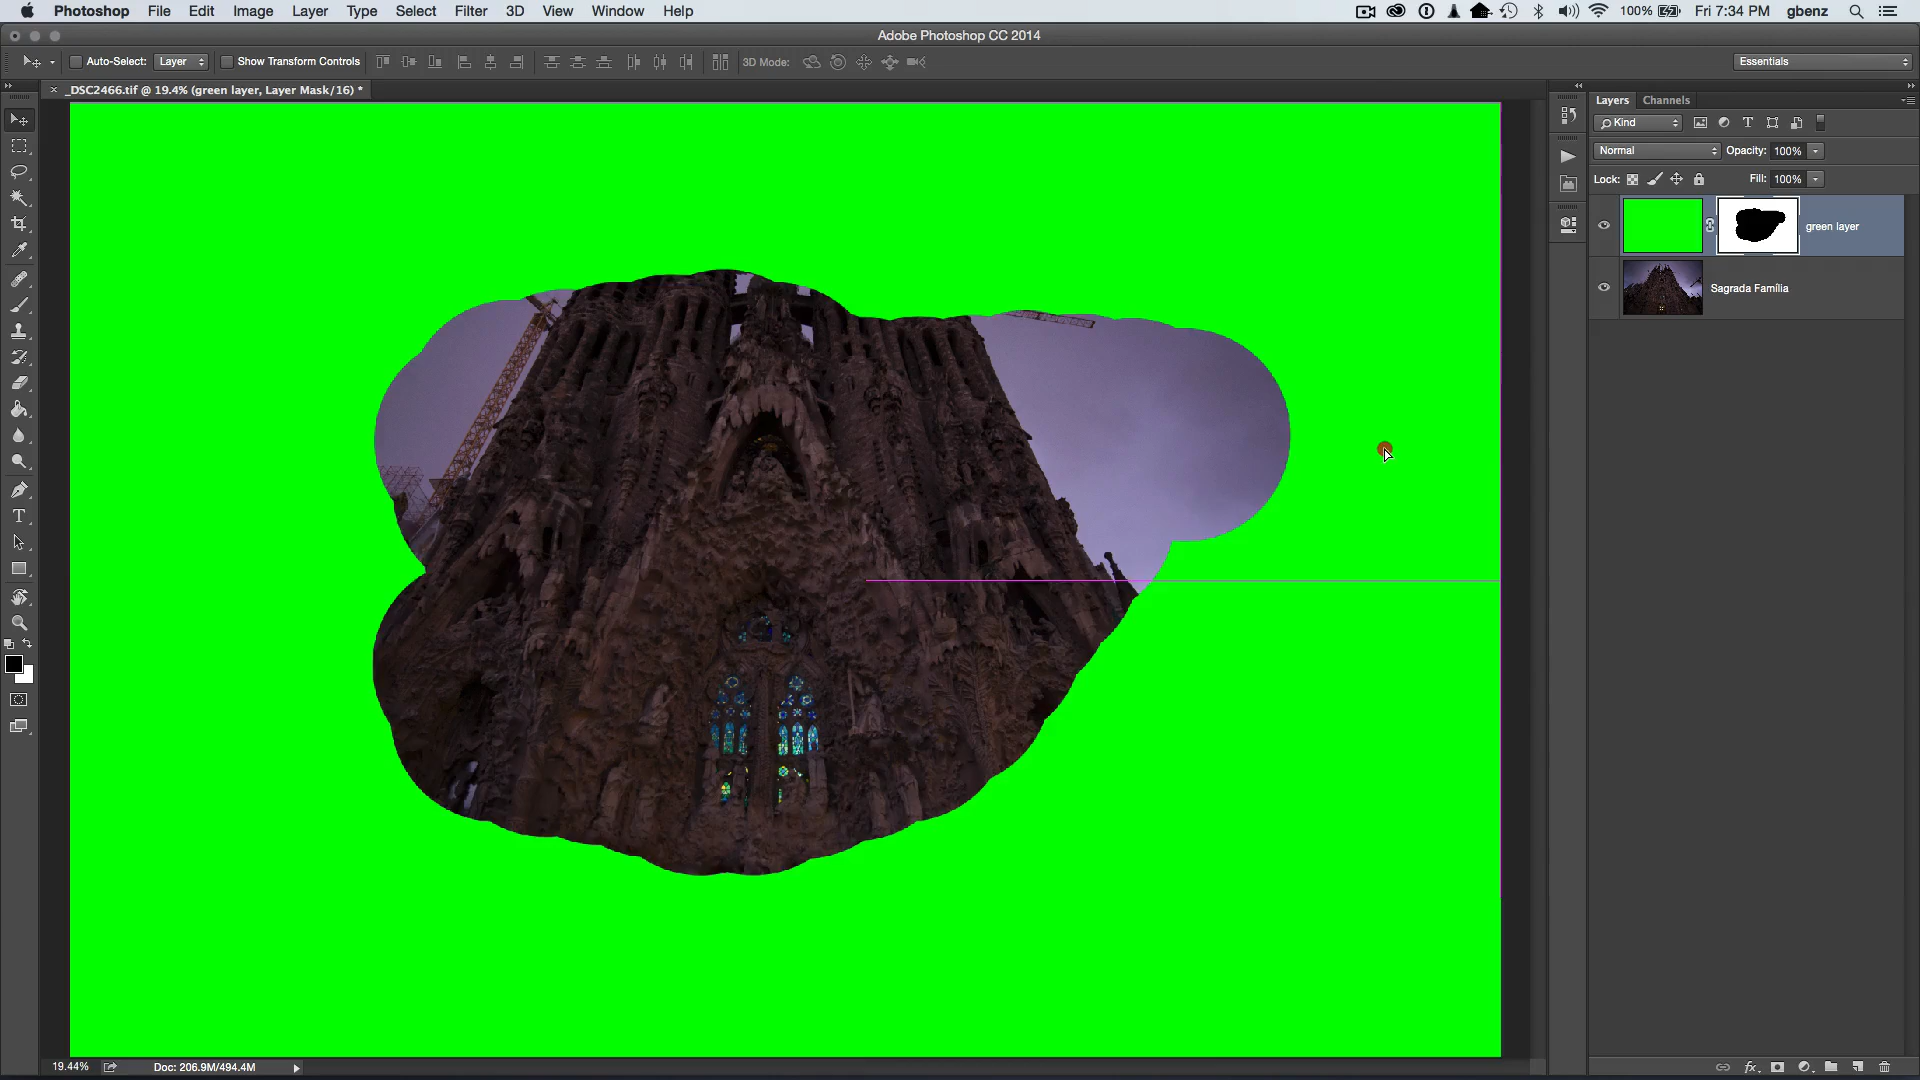 Photoshop File Edit Image Layer Type Select Filter 3D View Window Help 100% Fri 7:34 PM gbenz
Adobe Photoshop CC 2014
Auto-Select: Layer Show Transform Controls 3D Mode: Essentials
× _DSC2466.tif @ 19.4% (green layer, Layer Mask/16) *
Layers Channels
Kind
Normal Opacity: 100%
Lock: Fill: 100%
green layer
Sagrada Família
19.44% Doc: 206.9M/494.4M